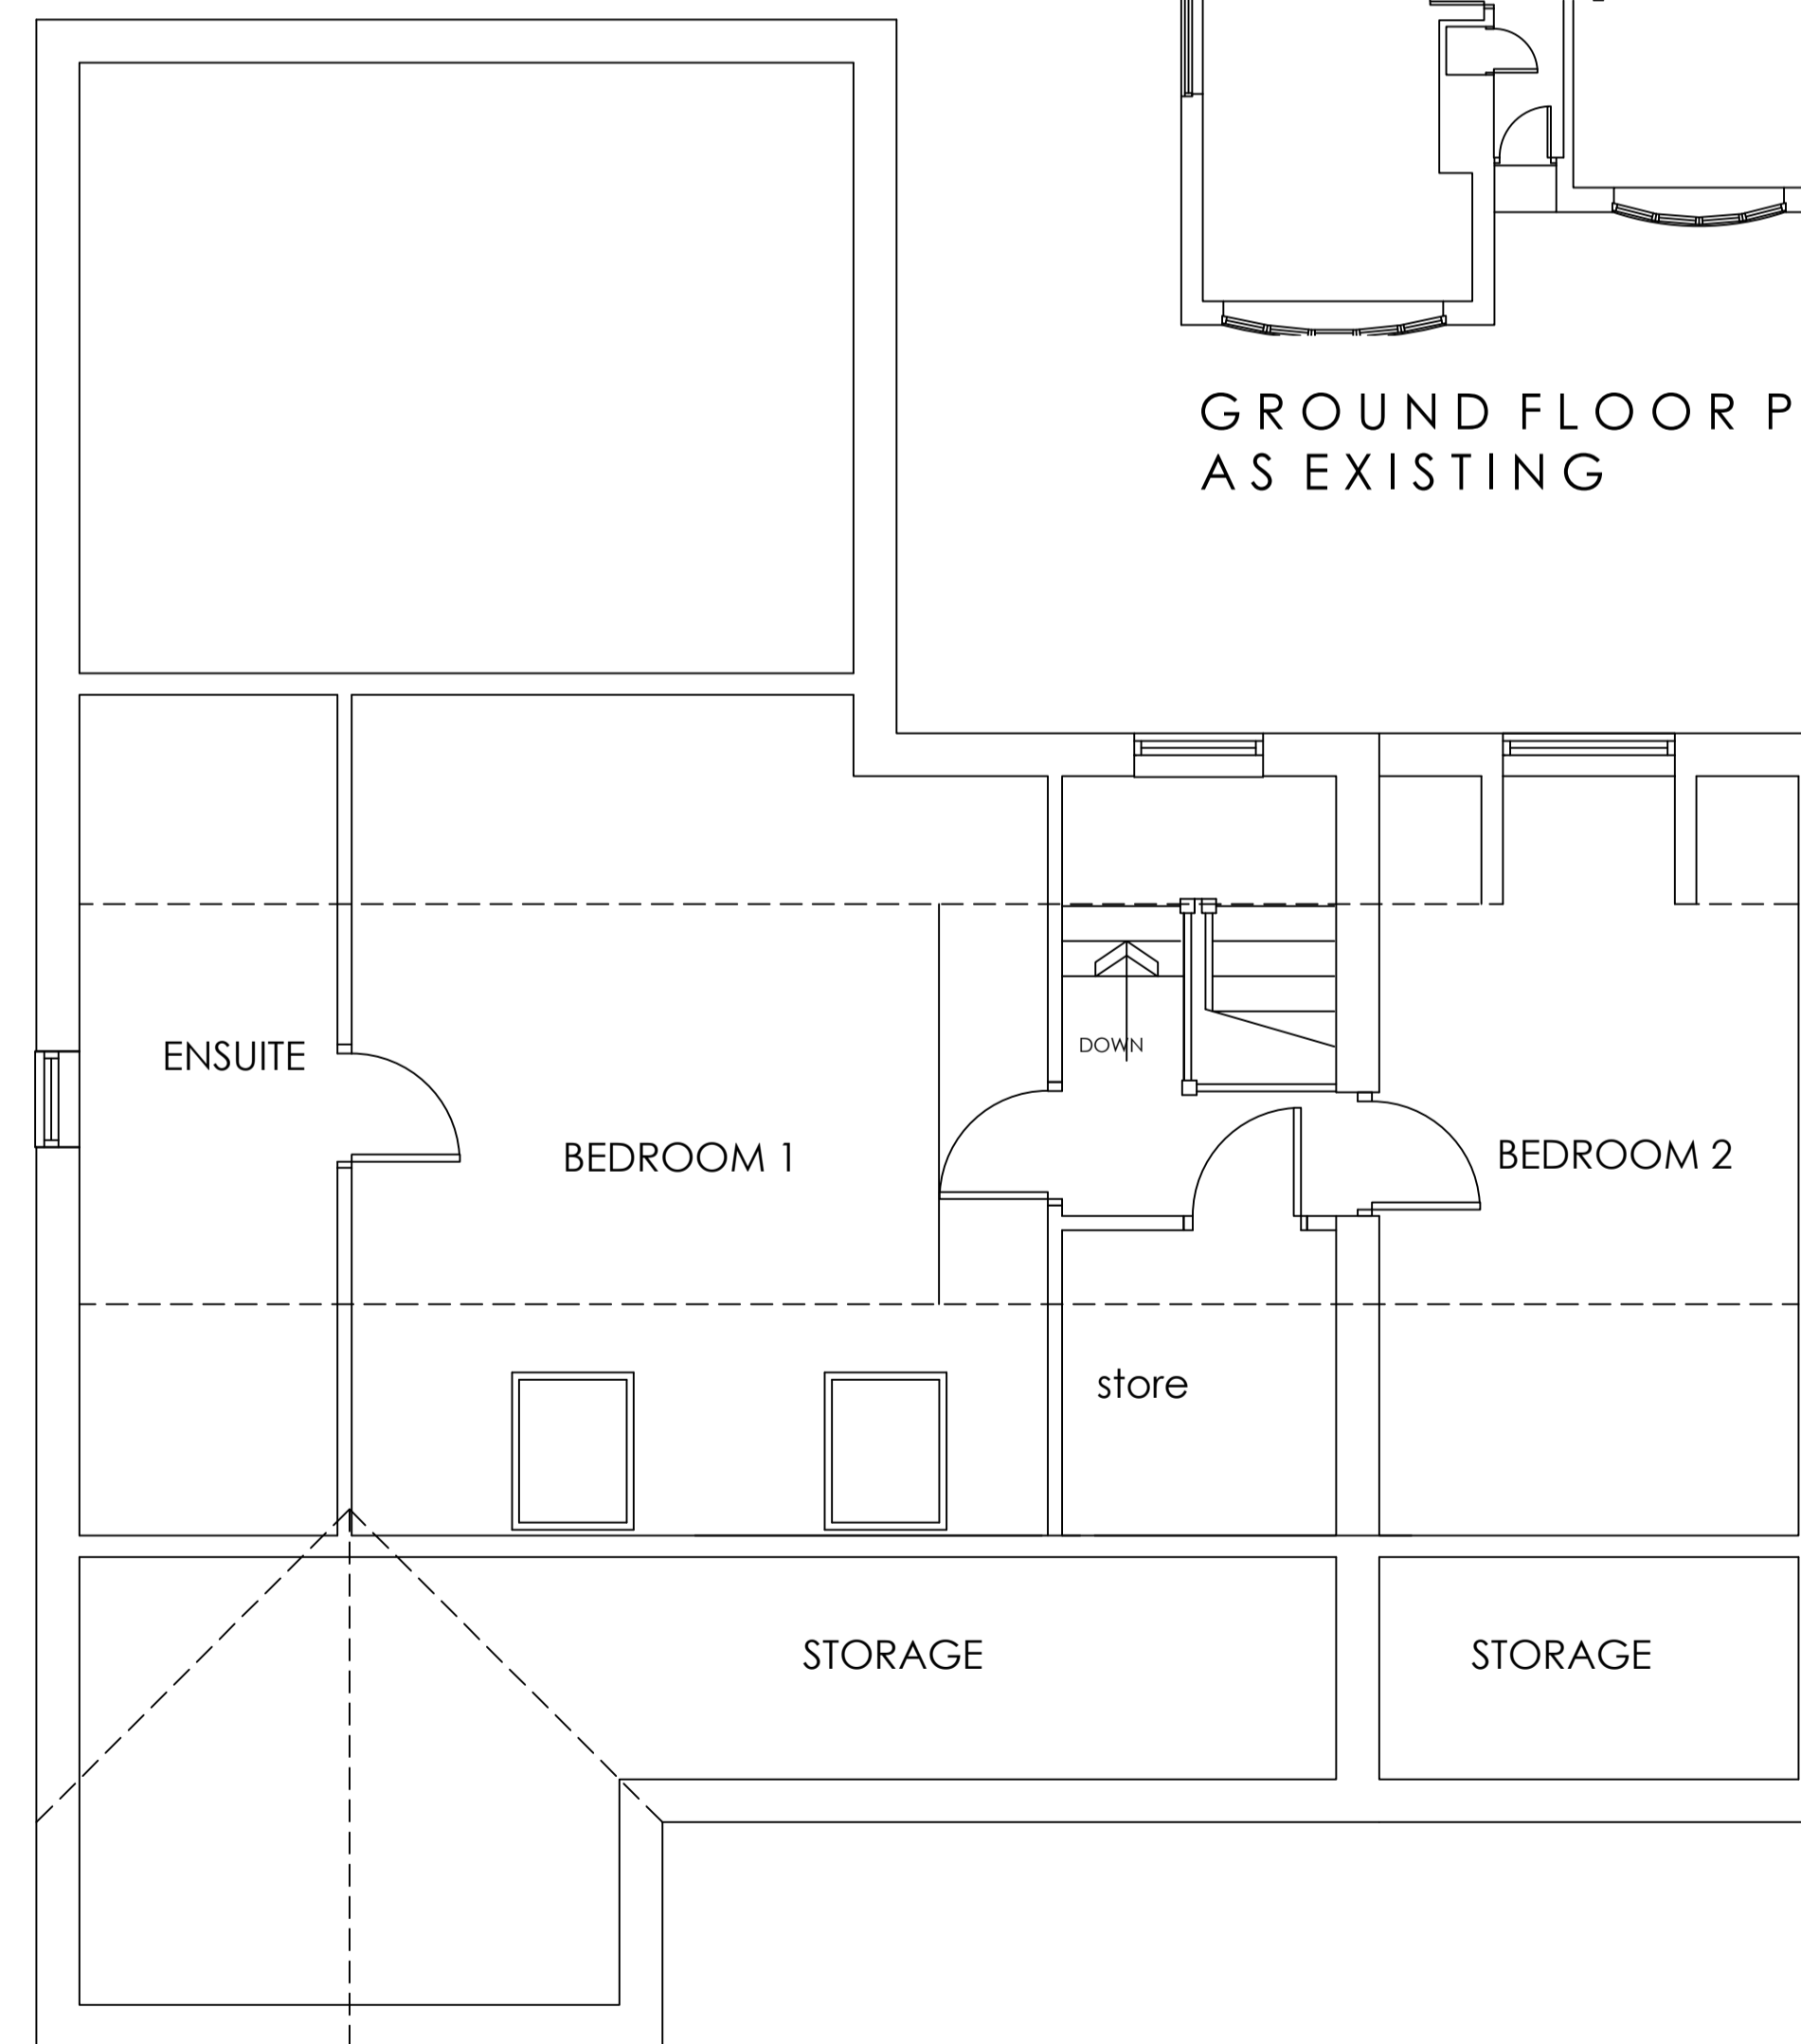 GROUND FLOOR P
AS EXISTING
ENSUITE
DOWN
BEDROOM 1
BEDROOM 2
store
STORAGE
STORAGE